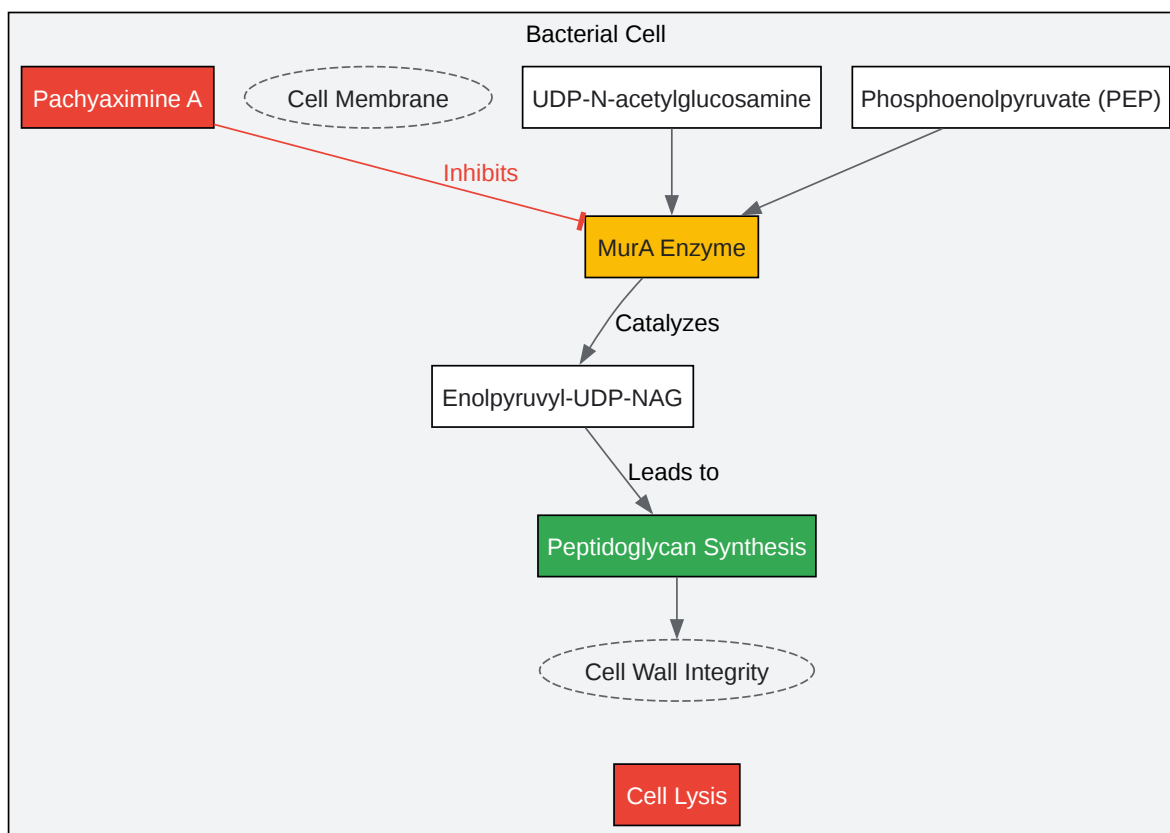 Bacterial Cell
Pachyaximine A
Cell Membrane
UDP-N-acetylglucosamine
Phosphoenolpyruvate (PEP)
Inhibits
MurA Enzyme
Catalyzes
Enolpyruvyl-UDP-NAG
Leads to
Peptidoglycan Synthesis
Cell Wall Integrity
Cell Lysis